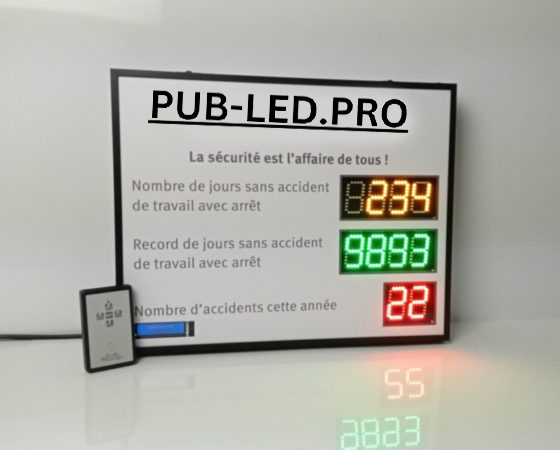 PUB-LED.PRO
La sécurité est l'affaire de tous !
Nombre de jours sans accident
de travail avec arrêt
234
Record de jours sans accident
de travail avec arrêt
9893
Nombre d'accidents cette année
22